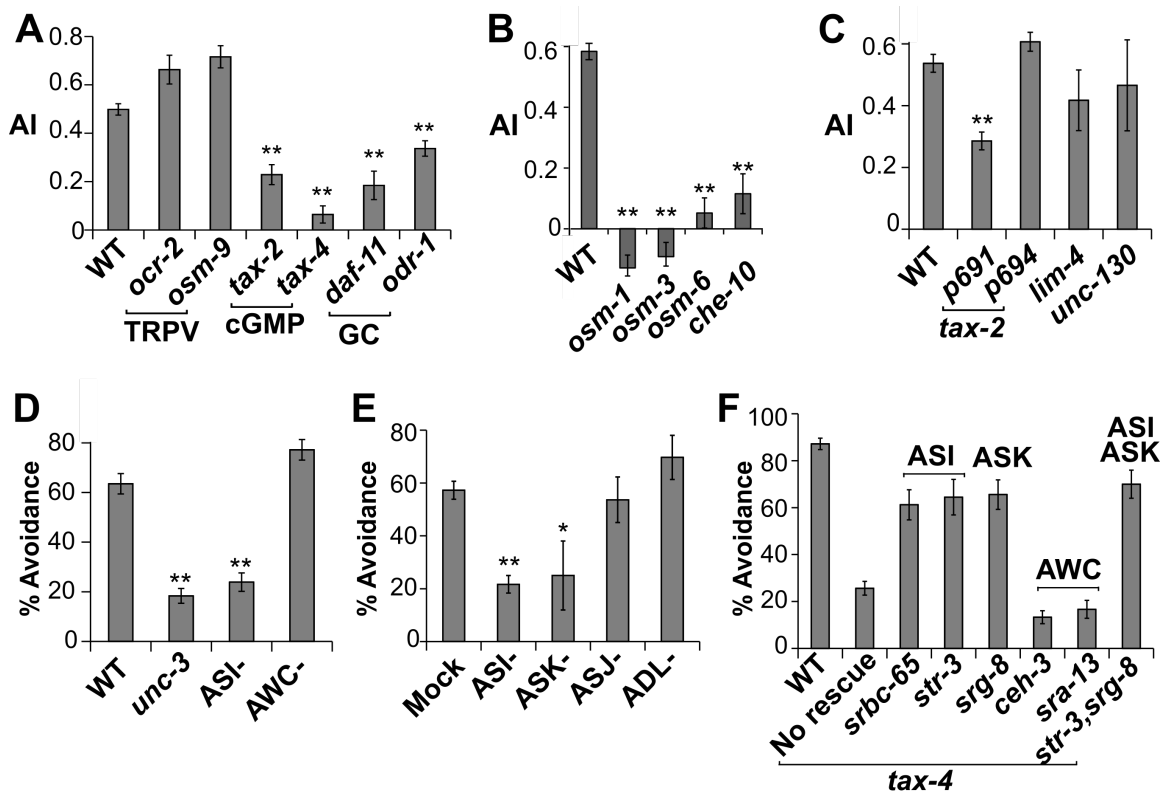 A
0.8
0.6
0.4
0.2
0
AI
**
**
**
**
WT
ocr-2
osm-9
tax-2
tax-4
daf-11
odr-1
TRPV
cGMP
GC
B
0.6
0.4
0.2
0
AI
**
**
**
**
WT
osm-1
osm-3
osm-6
che-10
C
0.6
0.4
0.2
0
AI
**
WT
p691
p694
lim-4
unc-130
tax-2
D
80
60
40
20
0
% Avoidance
**
**
WT
unc-3
ASI-
AWC-
E
80
60
40
20
0
% Avoidance
**
*
Mock
ASI-
ASK-
ASJ-
ADL-
F
100
80
60
40
20
0
% Avoidance
ASI
ASK
AWC
ASI
ASK
WT
No rescue
srbc-65
str-3
srg-8
ceh-3
sra-13
str-3,srg-8
tax-4